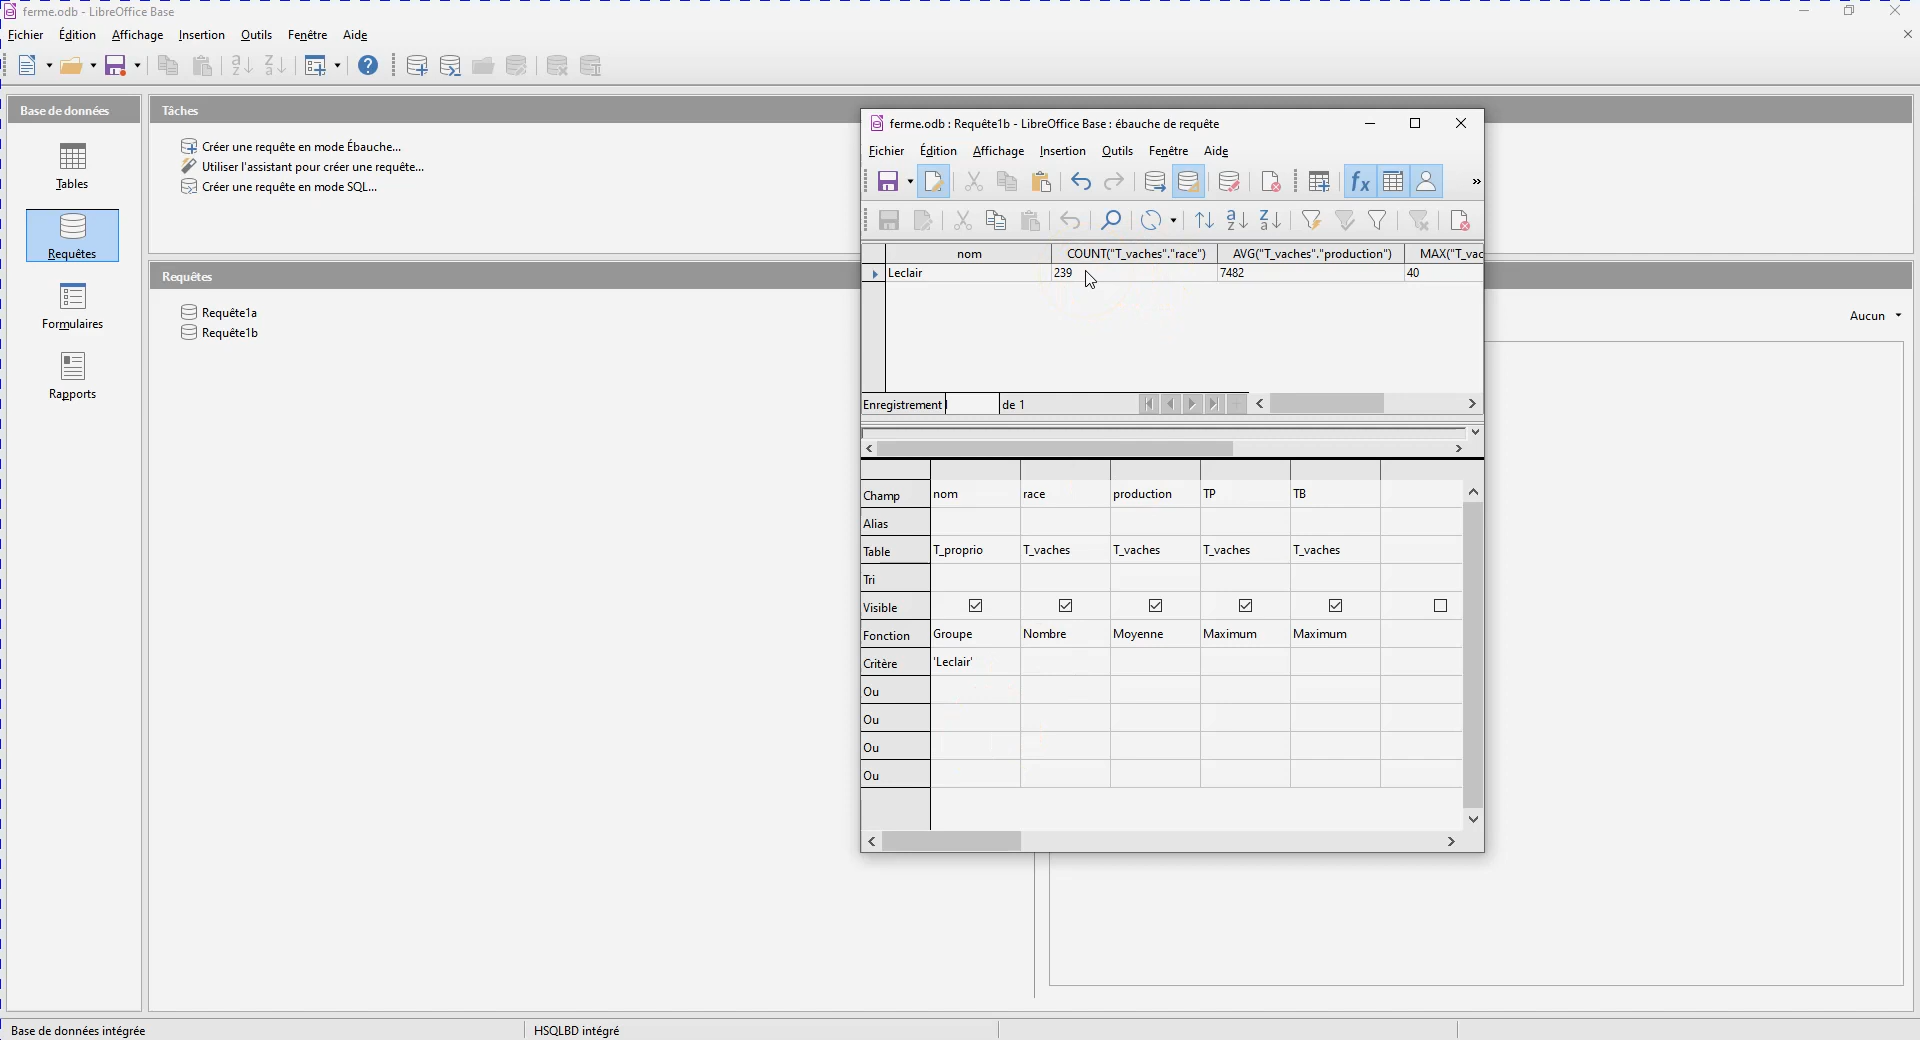 ferme.odb - LibreOffice Base
Fichier Édition Affichage Insertion Outils Fenêtre Aide
Base de données
Tables
Requêtes
Formulaires
Rapports
Tâches
Créer une requête en mode Ébauche...
Utiliser l'assistant pour créer une requête...
Créer une requête en mode SQL...
Requêtes
Requête1a
Requête1b
Aucun
ferme.odb : Requête1b - LibreOffice Base : ébauche de requête
Fichier Édition Affichage Insertion Outils Fenêtre Aide
nom COUNT("T_vaches"."race") AVG("T_vaches"."production") MAX("T_vac
Leclair 239 7482 40
Enregistrement de 1
Champ nom race production TP TB
Alias
Table T_proprio T_vaches T_vaches T_vaches T_vaches
Tri
Visible
Fonction Groupe Nombre Moyenne Maximum Maximum
Critère 'Leclair'
Ou
Ou
Ou
Ou
Base de données intégrée HSQLBD intégré